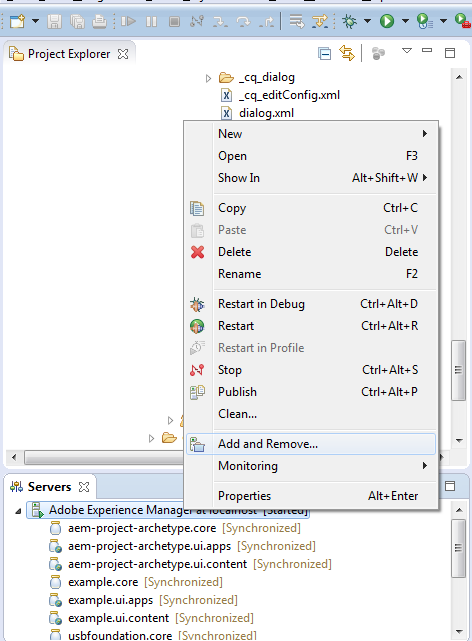 Project Explorer
_cq_dialog
_cq_editConfig.xml
dialog.xml
New
Open F3
Show In Alt+Shift+W
Copy Ctrl+C
Paste Ctrl+V
Delete Delete
Rename F2
Restart in Debug Ctrl+Alt+D
Restart Ctrl+Alt+R
Restart in Profile
Stop Ctrl+Alt+S
Publish Ctrl+Alt+P
Clean...
Add and Remove...
Monitoring
Properties Alt+Enter
Servers
Adobe Experience Manager at localhost [Started]
aem-project-archetype.core [Synchronized]
aem-project-archetype.ui.apps [Synchronized]
aem-project-archetype.ui.content [Synchronized]
example.core [Synchronized]
example.ui.apps [Synchronized]
example.ui.content [Synchronized]
usbfoundation.core [Synchronized]